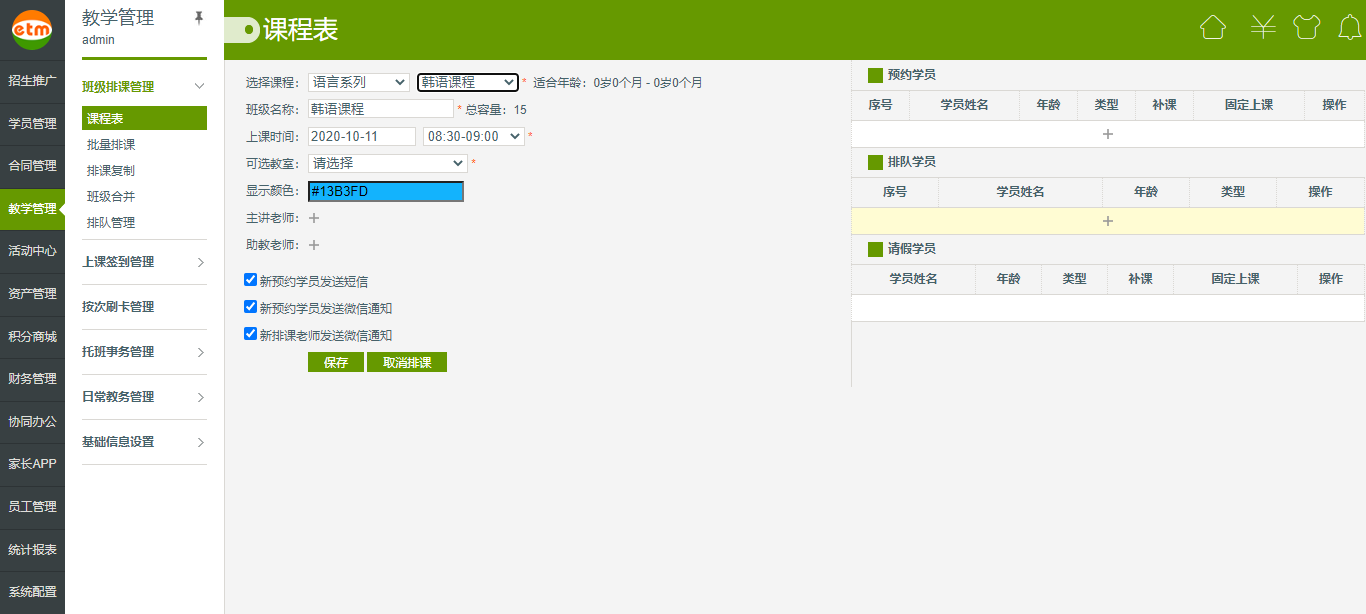 etm
招生推广
学员管理
合同管理
教学管理
活动中心
资产管理
积分商城
财务管理
协同办公
家长APP
员工管理
统计报表
系统配置
教学管理
admin
班级排课管理
课程表
批量排课
排课复制
班级合并
排队管理
上课签到管理
按次刷卡管理
托班事务管理
日常教务管理
基础信息设置
课程表
选择课程： 语言系列 韩语课程 * 适合年龄：0岁0个月 - 0岁0个月
班级名称： 韩语课程 * 总容量：15
上课时间： 2020-10-11 08:30-09:00 *
可选教室： 请选择 *
显示颜色： #13B3FD
主讲老师： +
助教老师： +
新预约学员发送短信
新预约学员发送微信通知
新排课老师发送微信通知
保存 取消排课
预约学员
序号 学员姓名 年龄 类型 补课 固定上课 操作
+
排队学员
序号 学员姓名 年龄 类型 操作
+
请假学员
学员姓名 年龄 类型 补课 固定上课 操作